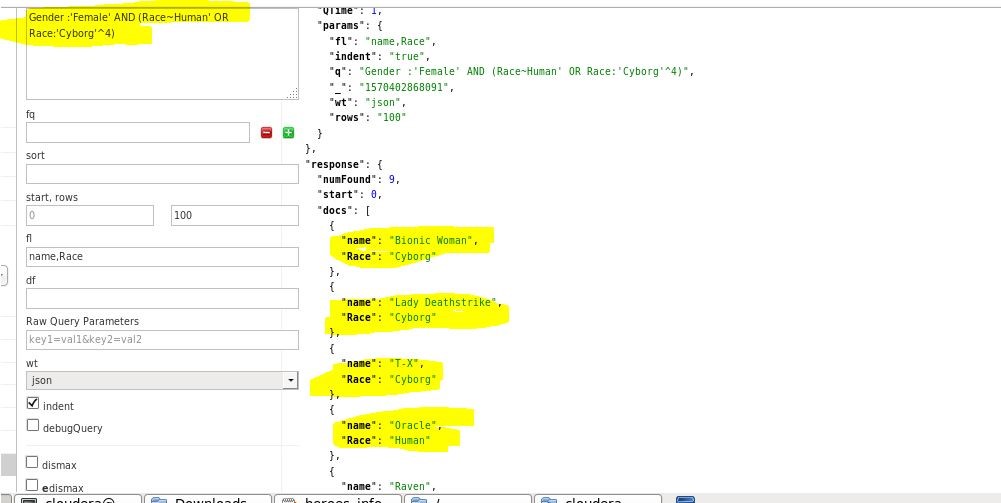 Gender :'Female' AND (Race~Human' OR
Race:'Cyborg'^4)
fq
sort
start, rows
0
100
fl
name,Race
df
Raw Query Parameters
key1=val1&key2=val2
wt
json
indent
debugQuery
dismax
edismax
"QTime": 1,
"params": {
"fl": "name,Race",
"indent": "true",
"q": "Gender :'Female' AND (Race~Human' OR Race:'Cyborg'^4)",
"_": "1570402868091",
"wt": "json",
"rows": "100"
}
},
"response": {
"numFound": 9,
"start": 0,
"docs": [
{
"name": "Bionic Woman",
"Race": "Cyborg"
},
{
"name": "Lady Deathstrike",
"Race": "Cyborg"
},
{
"name": "T-X",
"Race": "Cyborg"
},
{
"name": "Oracle",
"Race": "Human"
},
{
"name": "Raven",
cloudera@
Downloads
heroes_info
/
cloudera